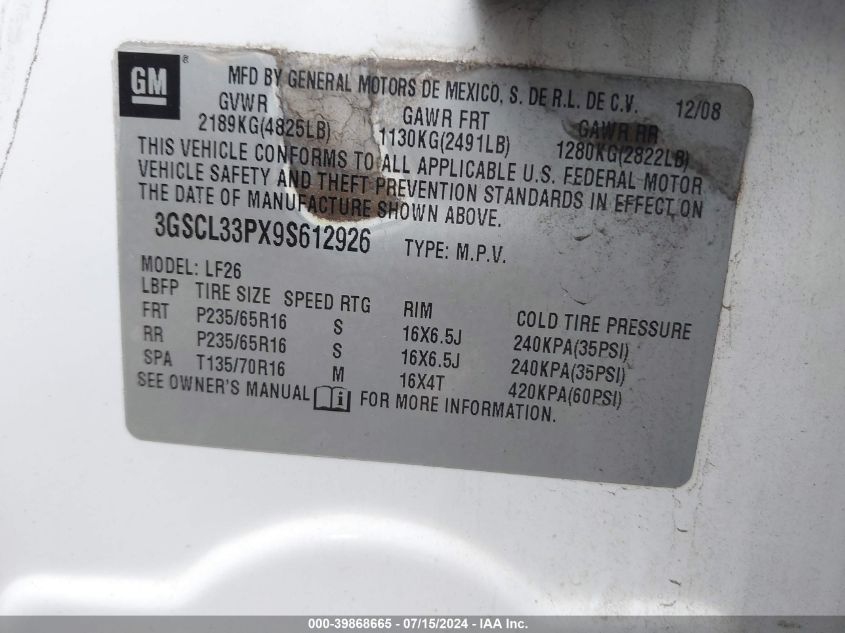 GM ®
MFD BY GENERAL MOTORS DE MEXICO, S. DE R.L. DE C.V. 12/08
GVWR GAWR FRT GAWR RR
2189KG(4825LB) 1130KG(2491LB) 1280KG(2822LB)
THIS VEHICLE CONFORMS TO ALL APPLICABLE U.S. FEDERAL MOTOR
VEHICLE SAFETY AND THEFT PREVENTION STANDARDS IN EFFECT ON
THE DATE OF MANUFACTURE SHOWN ABOVE.
3GSCL33PX9S612926 TYPE: M.P.V.
MODEL: LF26
LBFP TIRE SIZE SPEED RTG RIM COLD TIRE PRESSURE
FRT P235/65R16 S 16X6.5J 240KPA(35PSI)
RR P235/65R16 S 16X6.5J 240KPA(35PSI)
SPA T135/70R16 M 16X4T 420KPA(60PSI)
SEE OWNER'S MANUAL i FOR MORE INFORMATION.
000-39868665 / 07/15/2024 - IAA Inc.